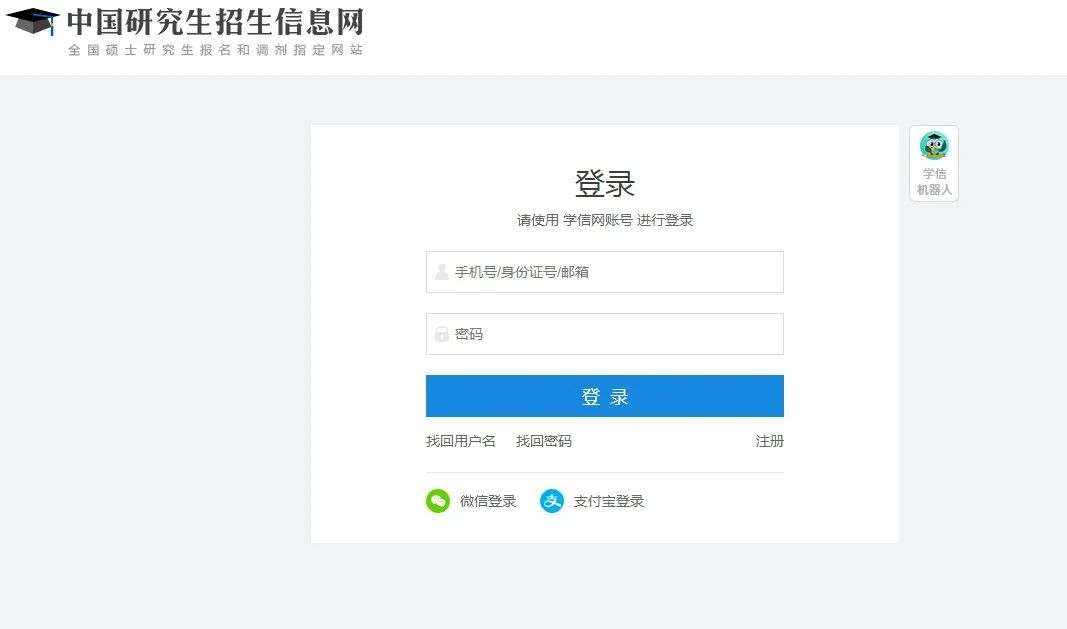 中国研究生招生信息网
全国硕士研究生报名和调剂指定网站
登录
请使用 学信网账号 进行登录
学信
机器人
手机号/身份证号/邮箱
密码
登 录
找回用户名 找回密码 注册
微信登录 支付宝登录